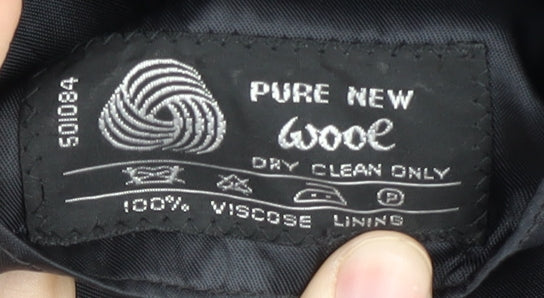 501084
PURE NEW
wool
DRY CLEAN ONLY
P
100% VISCOSE LINING